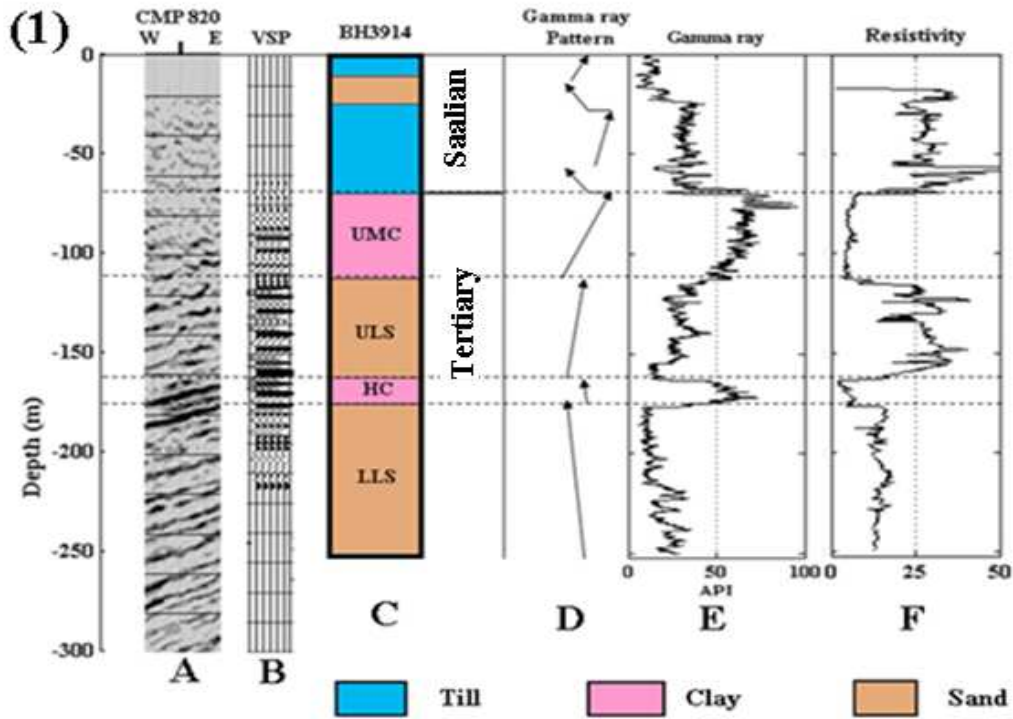 (1)
CMP 820
W E
VSP
BH3914
Gamma ray
Pattern
Gamma ray
Resistivity
0
-50
-100
-150
-200
-250
-300
Depth (m)
UMC
ULS
HC
LLS
Saalian
Tertiary
0 50 100
API
0 25 50
A B C D E F
Till Clay Sand